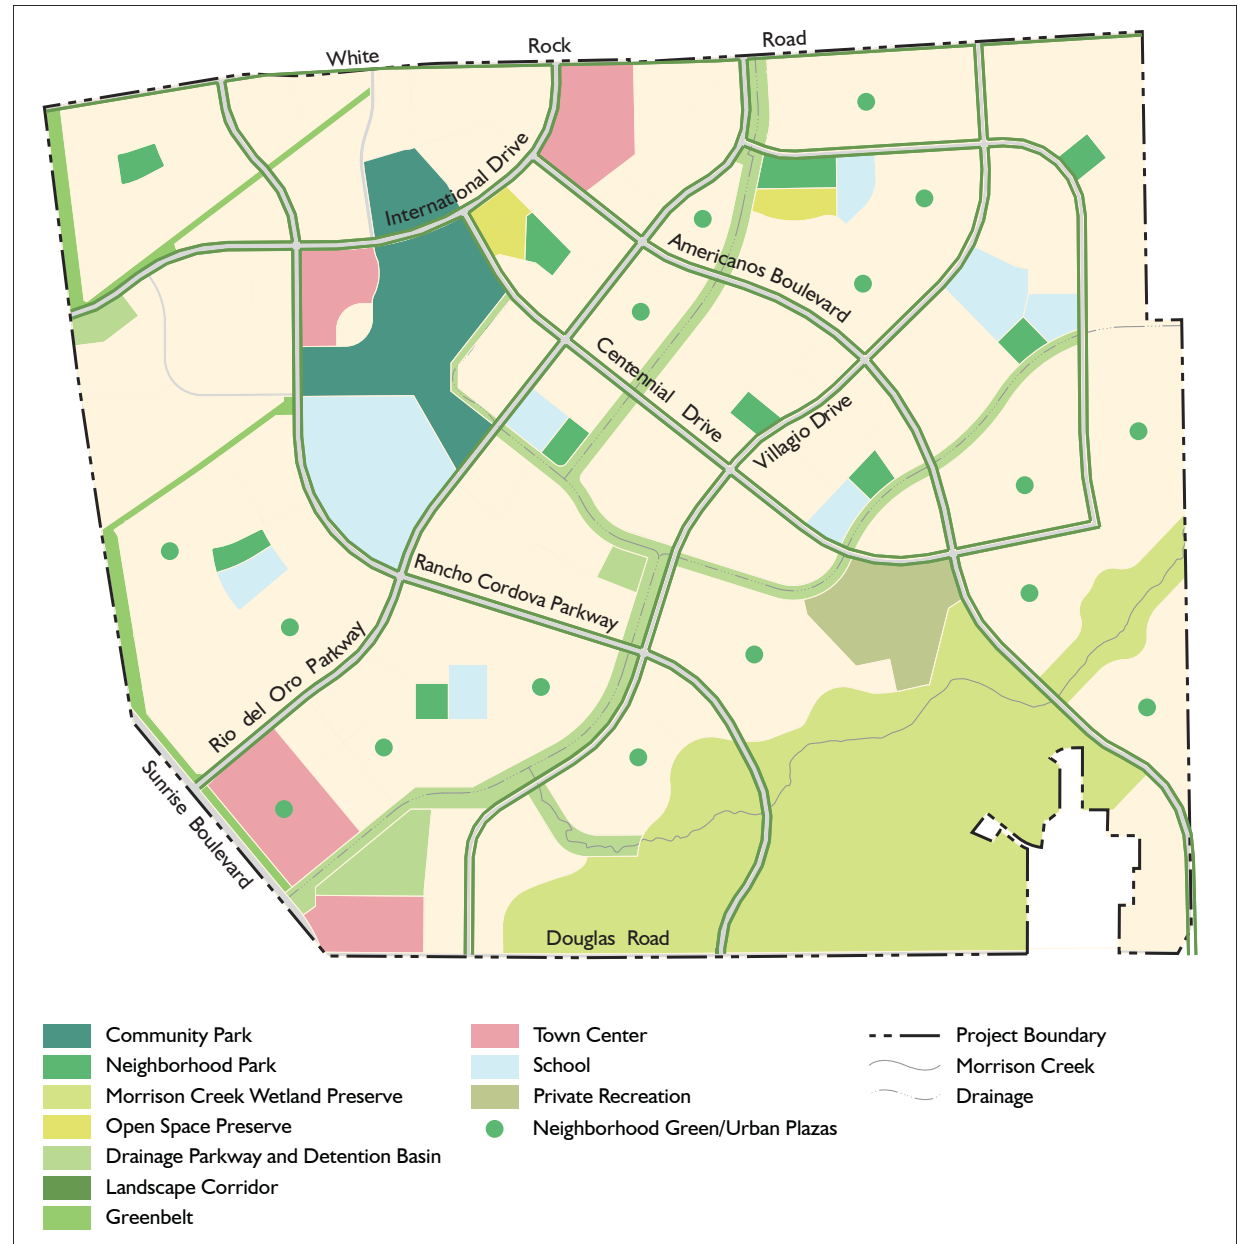 White Rock Road
International Drive
Americanos Boulevard
Centennial Drive
Villagio Drive
Rancho Cordova Parkway
Rio del Oro Parkway
Sunrise Boulevard
Douglas Road
Community Park
Neighborhood Park
Morrison Creek Wetland Preserve
Open Space Preserve
Drainage Parkway and Detention Basin
Landscape Corridor
Greenbelt
Town Center
School
Private Recreation
Neighborhood Green/Urban Plazas
Project Boundary
Morrison Creek
Drainage